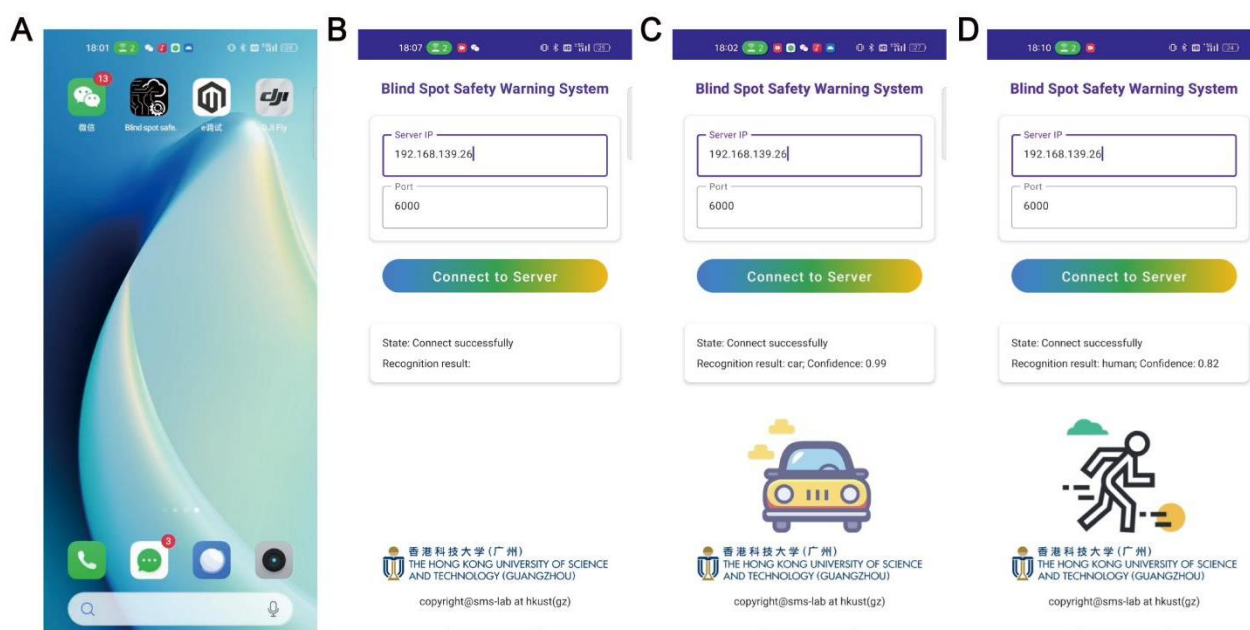 A
18:01
2
13
微信
Blind spot safe.
e调试
DJI Fly
3
B
18:07
2
Blind Spot Safety Warning System
Server IP
192.168.139.26
Port
6000
Connect to Server
State: Connect successfully
Recognition result:
香港科技大学(广州)
THE HONG KONG UNIVERSITY OF SCIENCE
AND TECHNOLOGY (GUANGZHOU)
copyright@sms-lab at hkust(gz)
C
18:02
2
27
Blind Spot Safety Warning System
Server IP
192.168.139.26
Port
6000
Connect to Server
State: Connect successfully
Recognition result: car; Confidence: 0.99
香港科技大学(广州)
THE HONG KONG UNIVERSITY OF SCIENCE
AND TECHNOLOGY (GUANGZHOU)
copyright@sms-lab at hkust(gz)
D
18:10
2
24
Blind Spot Safety Warning System
Server IP
192.168.139.26
Port
6000
Connect to Server
State: Connect successfully
Recognition result: human; Confidence: 0.82
香港科技大学(广州)
THE HONG KONG UNIVERSITY OF SCIENCE
AND TECHNOLOGY (GUANGZHOU)
copyright@sms-lab at hkust(gz)